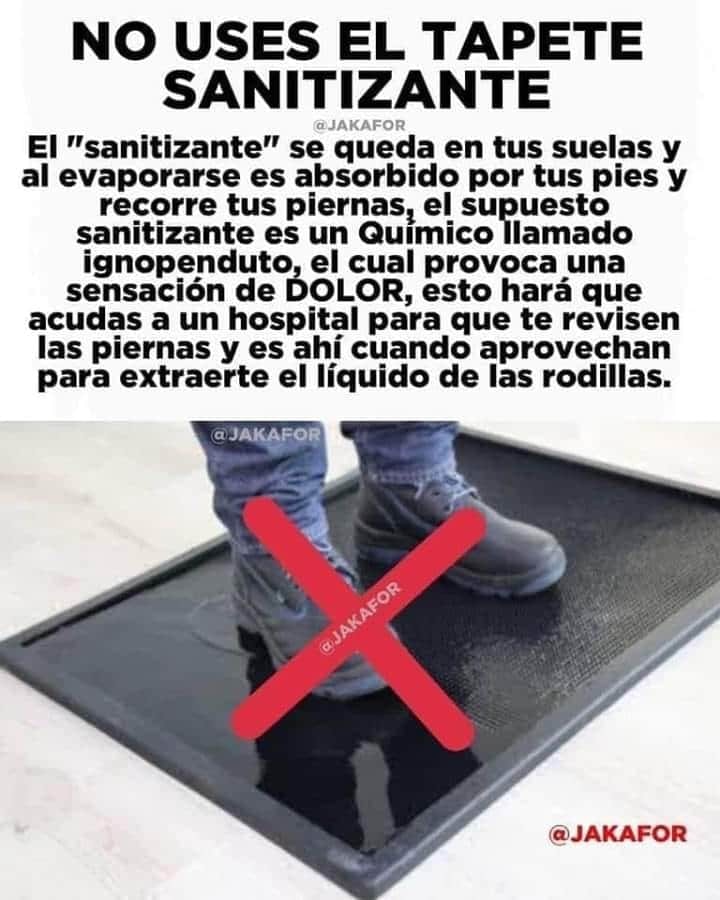 NO USES EL TAPETE
SANITIZANTE
@JAKAFOR
El "sanitizante" se queda en tus suelas y
al evaporarse es absorbido por tus pies y
recorre tus piernas, el supuesto
sanitizante es un Químico llamado
ignopenduto, el cual provoca una
sensación de DOLOR, esto hará que
acudas a un hospital para que te revisen
las piernas y es ahí cuando aprovechan
para extraerte el líquido de las rodillas.
@JAKAFOR
@JAKAFOR
@JAKAFOR